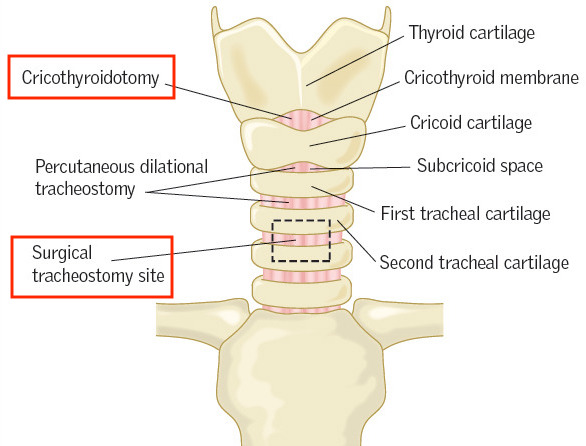 Thyroid cartilage
Cricothyroidotomy
Cricothyroid membrane
Cricoid cartilage
Percutaneous dilational
tracheostomy
Subcricoid space
First tracheal cartilage
Surgical
tracheostomy site
Second tracheal cartilage